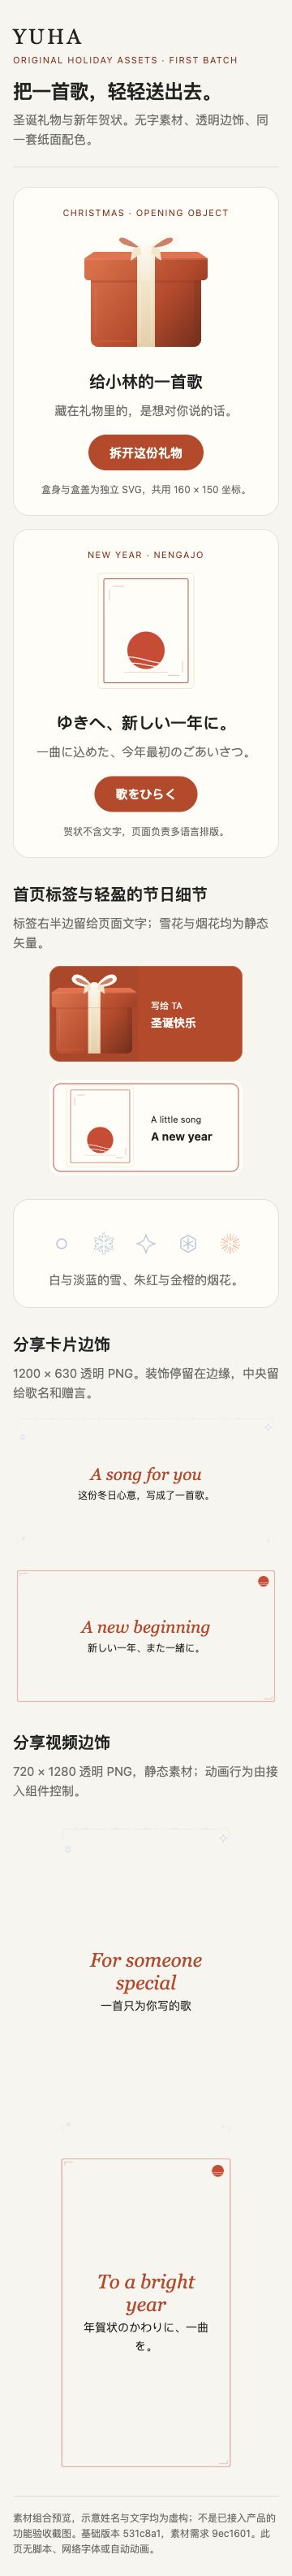 YUHA
ORIGINAL HOLIDAY ASSETS · FIRST BATCH
把一首歌，轻轻送出去。
圣诞礼物与新年贺状。无字素材、透明边饰、同
一套纸面配色。
CHRISTMAS · OPENING OBJECT
给小林的一首歌
藏在礼物里的，是想对你说的话。
拆开这份礼物
盒身与盒盖为独立 SVG，共用 160 × 150 坐标。
NEW YEAR · NENGAJO
ゆきへ、新しい一年に。
一曲に込めた、今年最初のごあいさつ。
歌をひらく
贺状不含文字，页面负责多语言排版。
首页标签与轻盈的节日细节
标签右半边留给页面文字；雪花与烟花均为静态
矢量。
写给 TA
圣诞快乐
A little song
A new year
白与淡蓝的雪、朱红与金橙的烟花。
分享卡片边饰
1200 × 630 透明 PNG。装饰停留在边缘，中央留
给歌名和赠言。
A song for you
这份冬日心意，写成了一首歌。
A new beginning
新しい一年、また一緒に。
分享视频边饰
720 × 1280 透明 PNG，静态素材；动画行为由接
入组件控制。
For someone
special
一首只为你写的歌
To a bright
year
年賀状のかわりに、一曲
を。
素材组合预览，示意姓名与文字均为虚构；不是已接入产品的
功能验收截图。基础版本 531c8a1，素材需求 9ec1601。此
页无脚本、网络字体或自动动画。